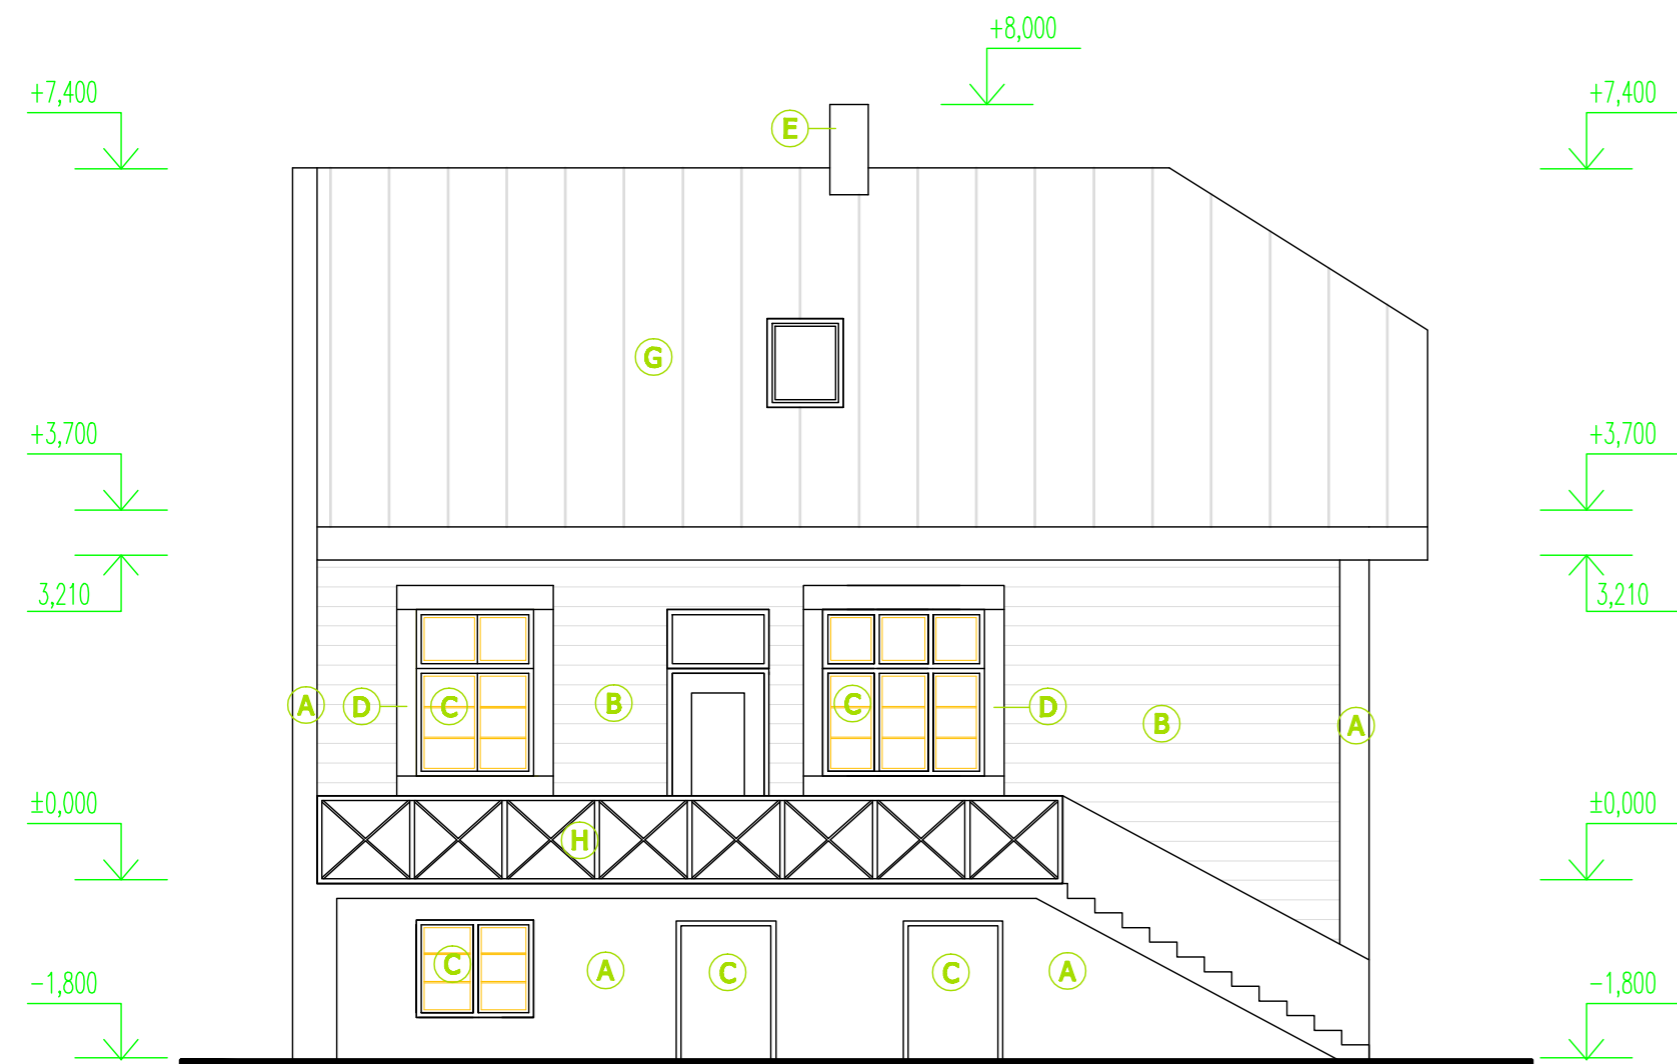 +8,000
+7,400 +7,400
E
G
+3,700 +3,700
3,210 3,210
A D C B C D B A
±0,000 ±0,000
H
C A C C A
-1,800 -1,800